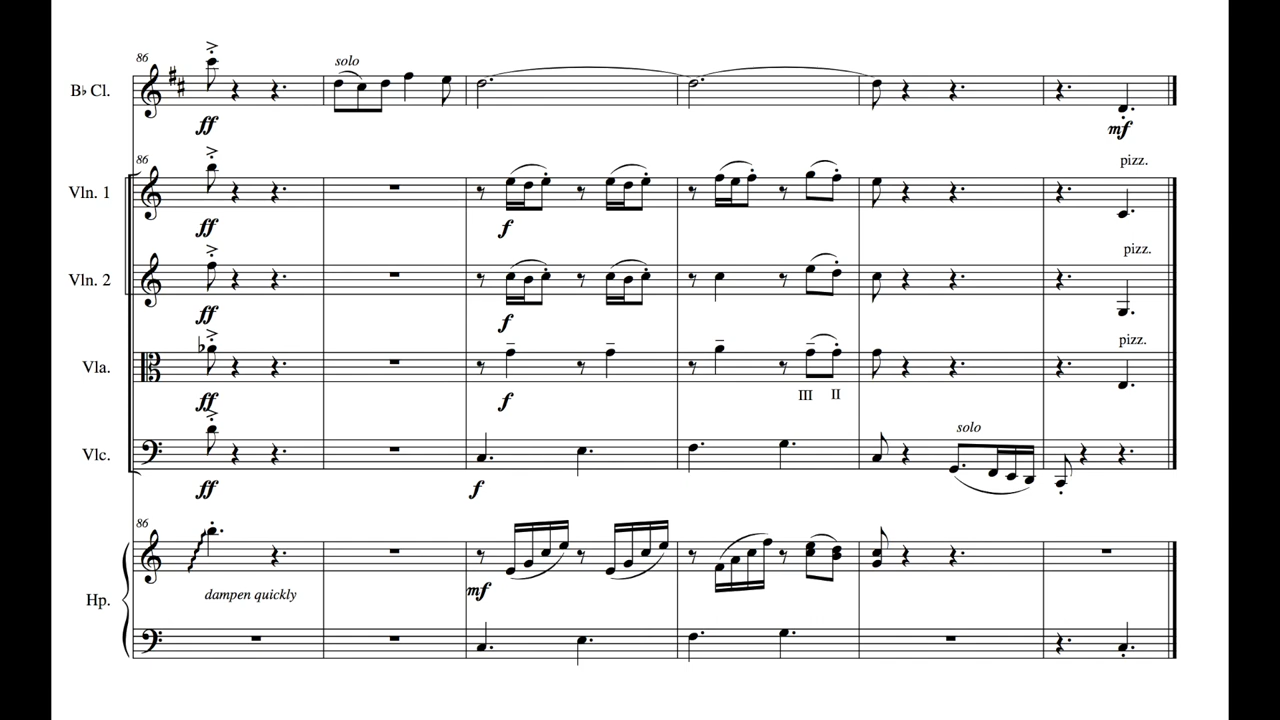 86
solo
B♭ Cl.
ff
mf
86
pizz.
Vln. 1
ff
f
pizz.
Vln. 2
ff
f
pizz.
Vla.
ff
f
III II
solo
Vlc.
ff
f
86
mf
dampen quickly
Hp.